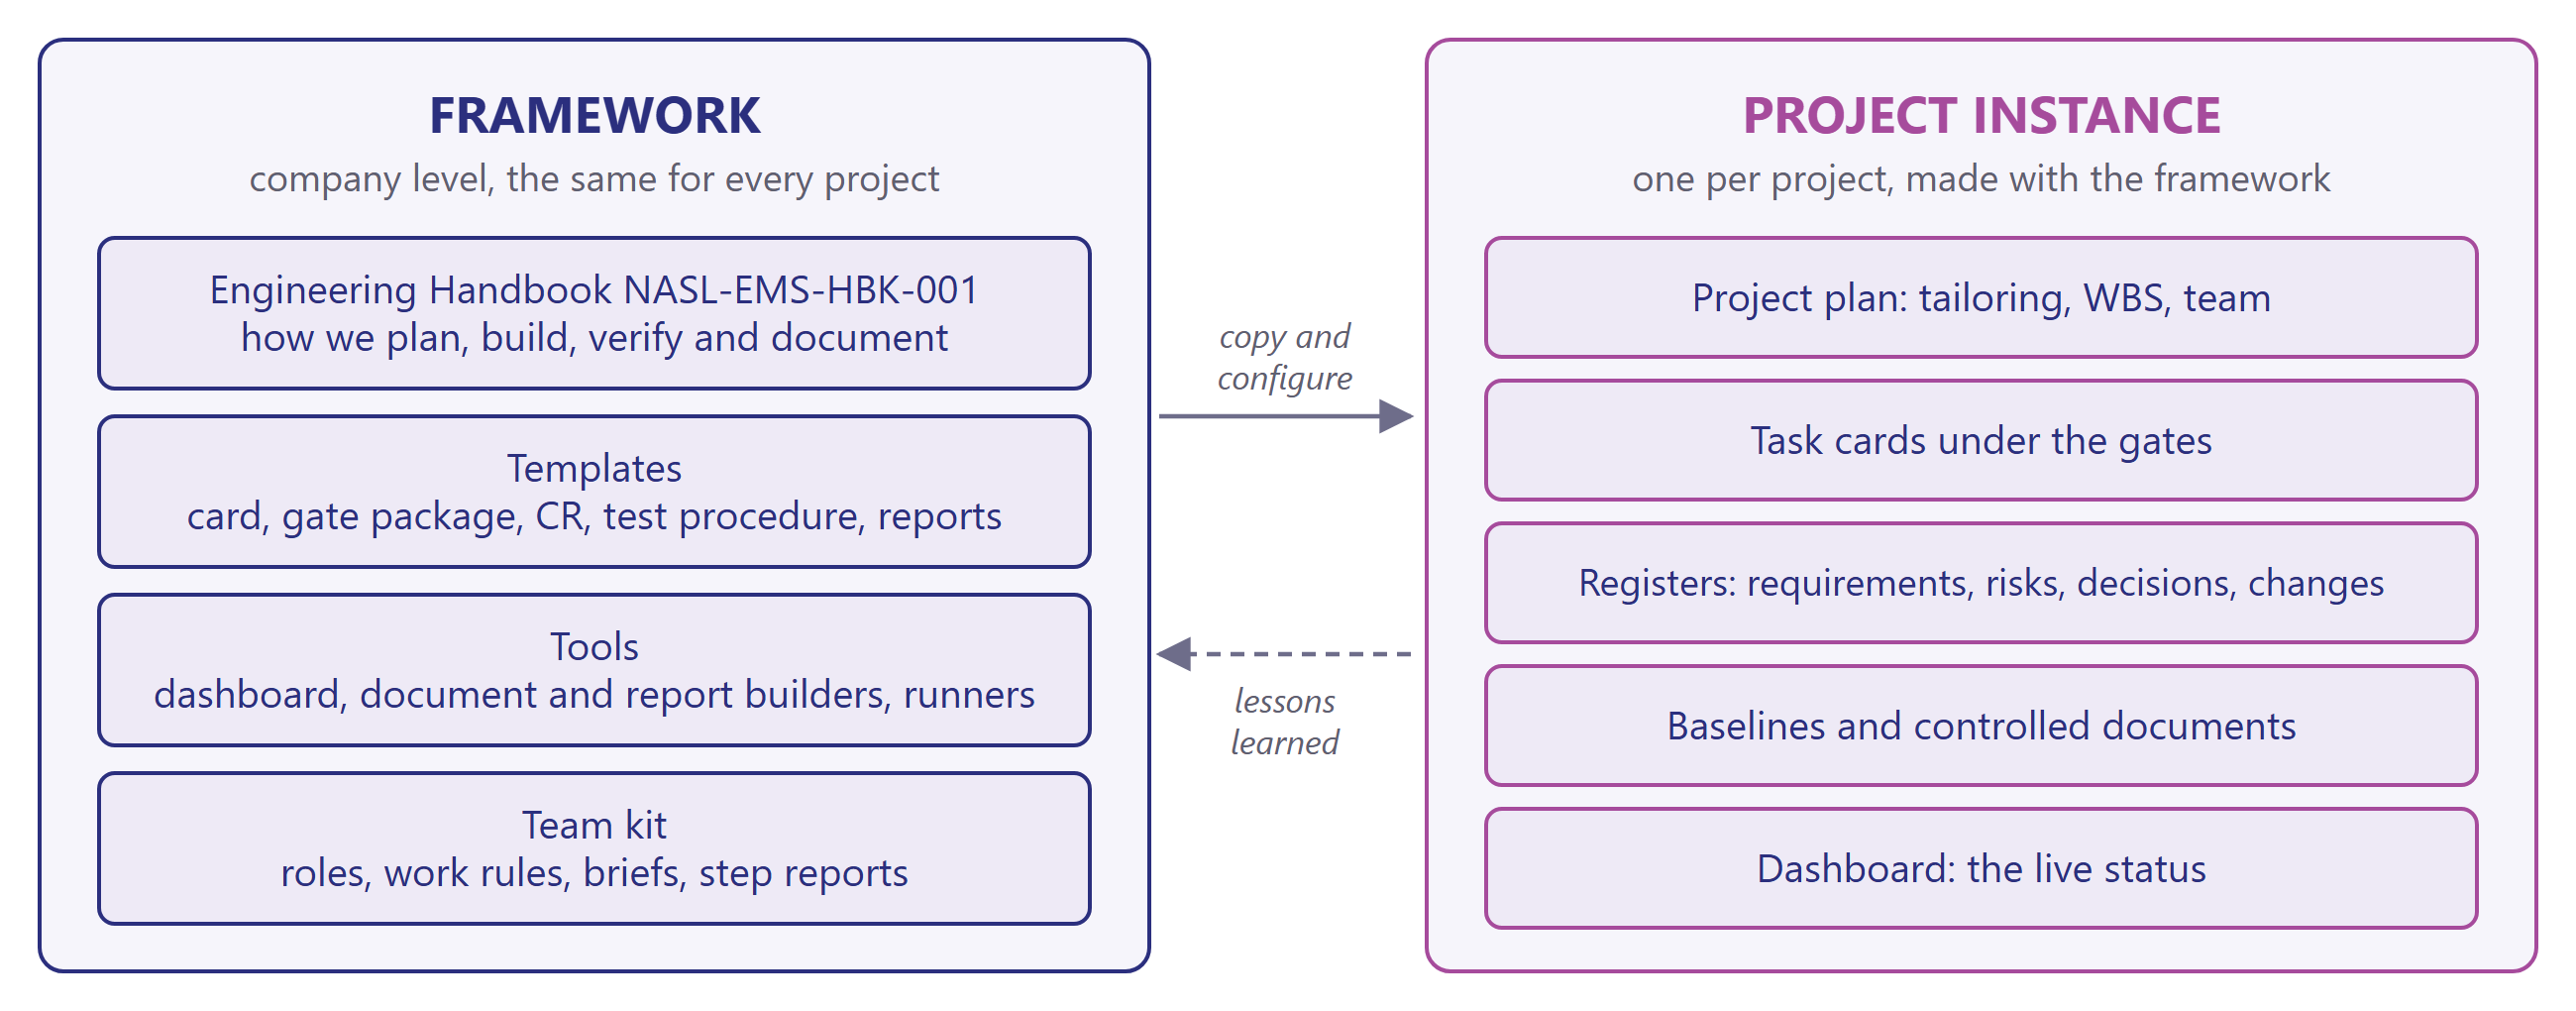 FRAMEWORK
company level, the same for every project
Engineering Handbook NASL-EMS-HBK-001
how we plan, build, verify and document
Templates
card, gate package, CR, test procedure, reports
Tools
dashboard, document and report builders, runners
Team kit
roles, work rules, briefs, step reports
copy and
configure
lessons
learned
PROJECT INSTANCE
one per project, made with the framework
Project plan: tailoring, WBS, team
Task cards under the gates
Registers: requirements, risks, decisions, changes
Baselines and controlled documents
Dashboard: the live status